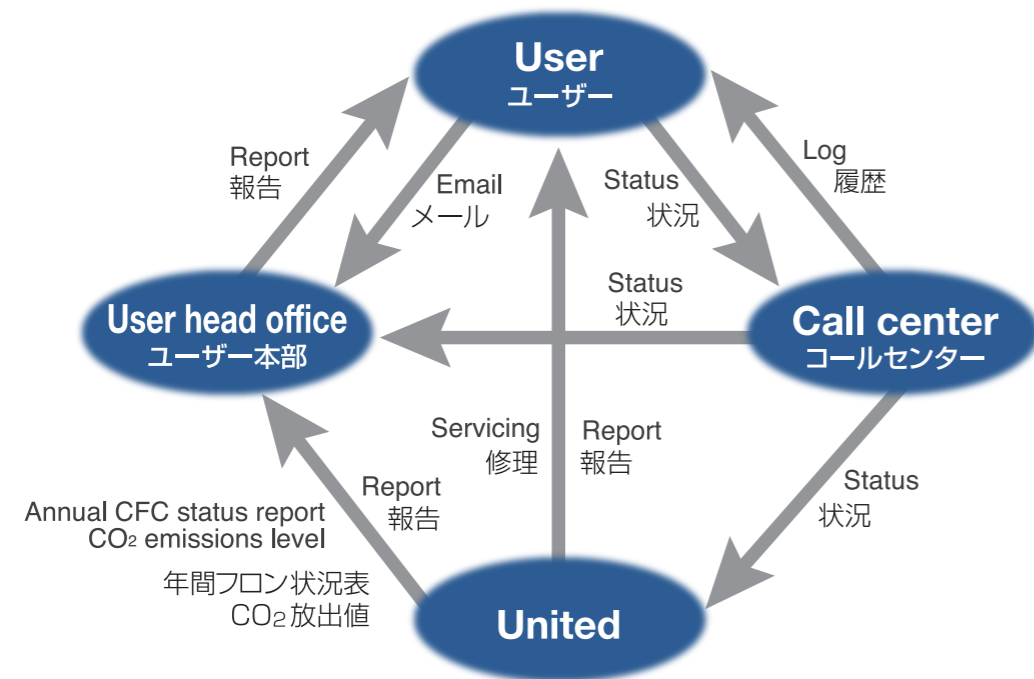 User
ユーザー
Report
報告
Email
メール
Status
状況
Log
履歴
User head office
ユーザー本部
Status
状況
Call center
コールセンター
Servicing
修理
Report
報告
Report
報告
Annual CFC status report
CO₂ emissions level
年間フロン状況表
CO₂放出値
Status
状況
United